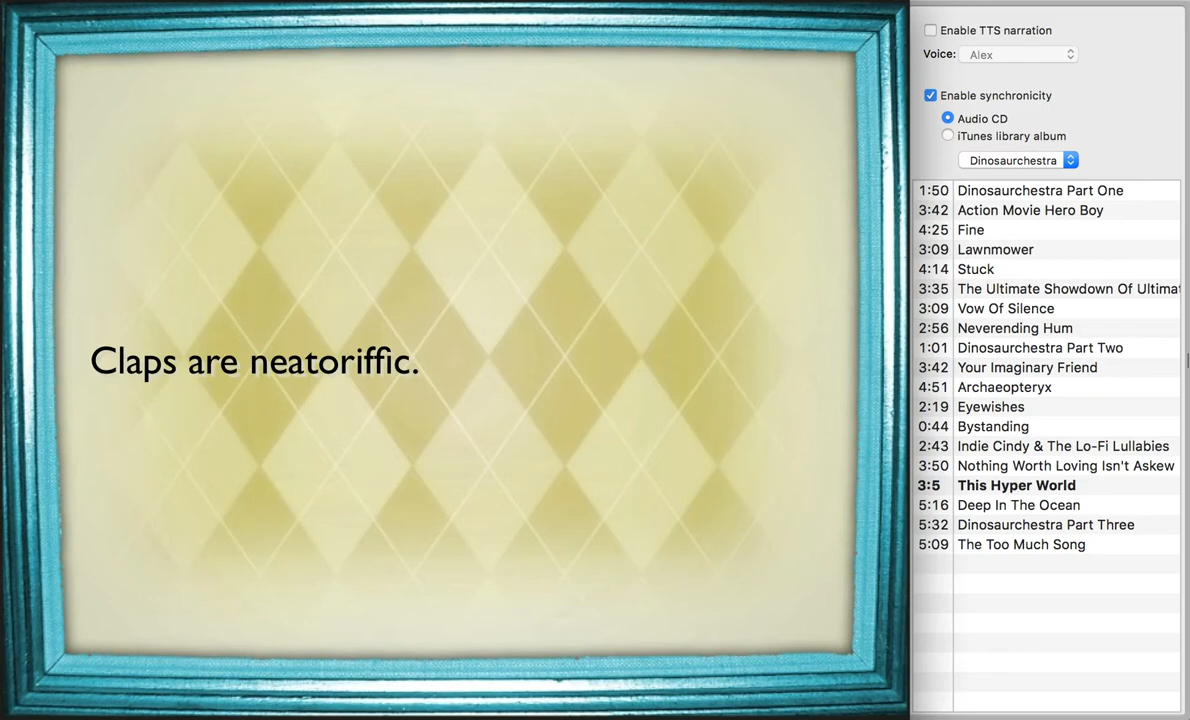 Claps are neatoriffic.
Enable TTS narration
Voice: Alex
Enable synchronicity
Audio CD
iTunes library album
Dinosaurchestra
1:50 Dinosaurchestra Part One
3:42 Action Movie Hero Boy
4:25 Fine
3:09 Lawnmower
4:14 Stuck
3:35 The Ultimate Showdown Of Ultimat
3:09 Vow Of Silence
2:56 Neverending Hum
1:01 Dinosaurchestra Part Two
3:42 Your Imaginary Friend
4:51 Archaeopteryx
2:19 Eyewishes
0:44 Bystanding
2:43 Indie Cindy & The Lo-Fi Lullabies
3:50 Nothing Worth Loving Isn't Askew
3:5 This Hyper World
5:16 Deep In The Ocean
5:32 Dinosaurchestra Part Three
5:09 The Too Much Song